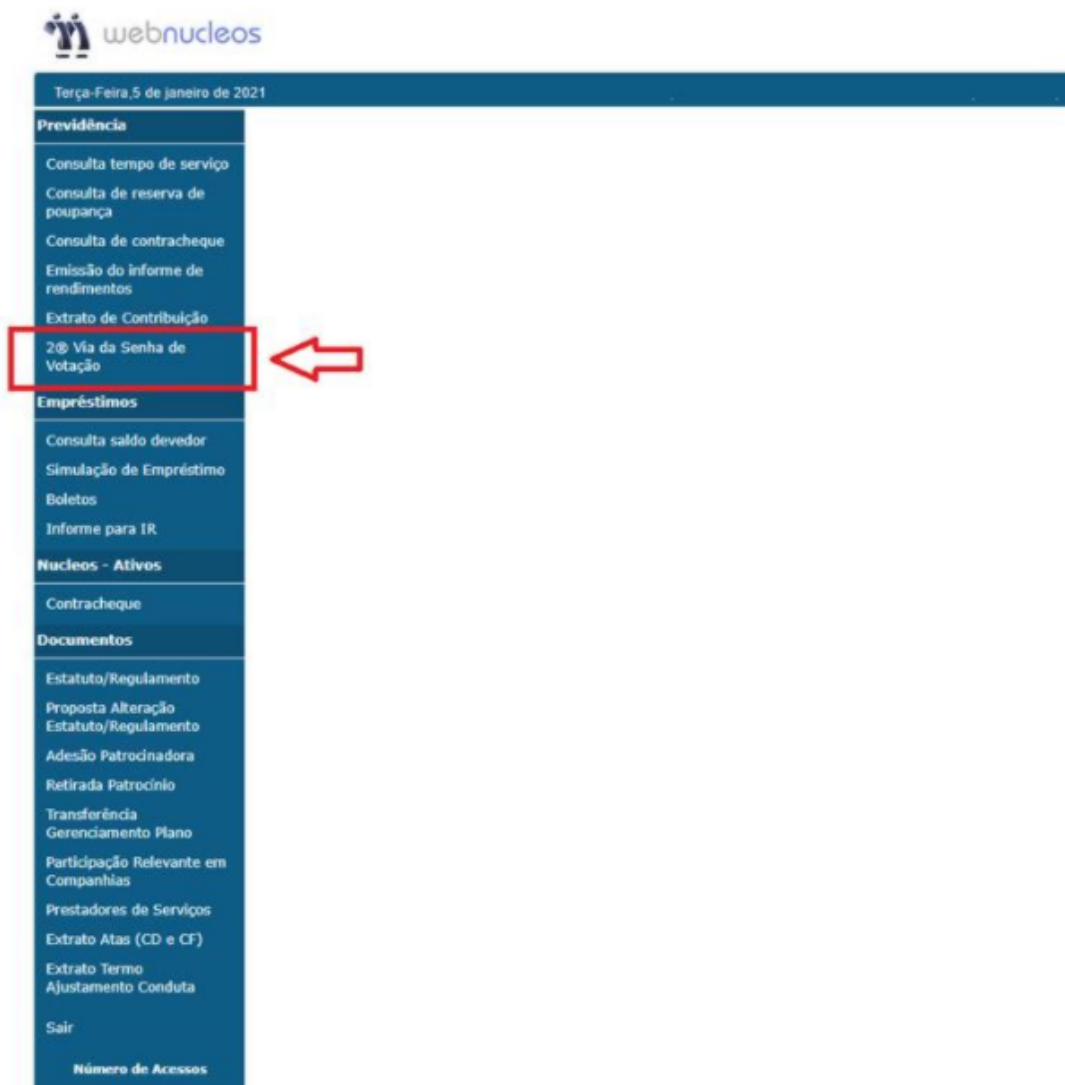 webnucleos
Terça-Feira,5 de janeiro de 2021
Previdência
Consulta tempo de serviço
Consulta de reserva de
poupança
Consulta de contracheque
Emissão do informe de
rendimentos
Extrato de Contribuição
2® Via da Senha de
Votação
Empréstimos
Consulta saldo devedor
Simulação de Empréstimo
Boletos
Informe para IR
Nucleos - Ativos
Contracheque
Documentos
Estatuto/Regulamento
Proposta Alteração
Estatuto/Regulamento
Adesão Patrocinadora
Retirada Patrocínio
Transferência
Gerenciamento Plano
Participação Relevante em
Companhias
Prestadores de Serviços
Extrato Atas (CD e CF)
Extrato Termo
Ajustamento Conduta
Sair
Número de Acessos